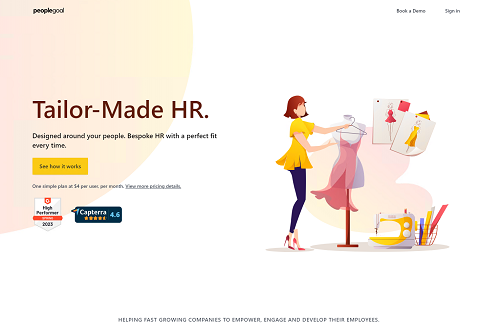 peoplegoal
Book a Demo
Sign in
Tailor-Made HR.
Designed around your people. Bespoke HR with a perfect fit
every time.
See how it works
One simple plan at $4 per user, per month. View more pricing details.
High
Performer
2023
Capterra
4.6
HELPING FAST GROWING COMPANIES TO EMPOWER, ENGAGE AND DEVELOP THEIR EMPLOYEES.